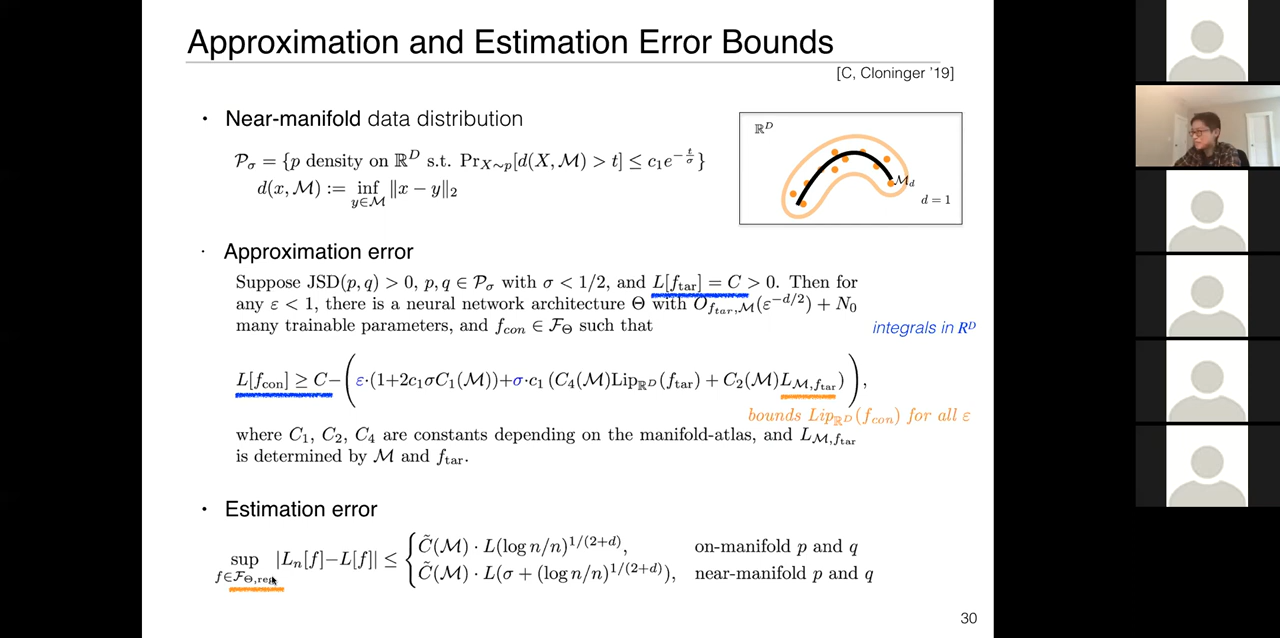 Approximation and Estimation Error Bounds
[C, Cloninger '19]
• Near-manifold data distribution
𝒫_σ = {p density on ℝ^D s.t. Pr_{X∼p}[d(X, ℳ) > t] ≤ c₁e^{−t/σ}}
d(x, ℳ) := inf_{y∈ℳ} ‖x − y‖₂
ℝ^D
ℳ_d
d = 1
· Approximation error
Suppose JSD(p, q) > 0, p, q ∈ 𝒫_σ with σ < 1/2, and L[f_tar] = C > 0. Then for
any ε < 1, there is a neural network architecture Θ with O_{f_tar,ℳ}(ε^{−d/2}) + N₀
many trainable parameters, and f_con ∈ ℱ_Θ such that
integrals in R^D
L[f_con] ≥ C − (ε·(1+2c₁σC₁(ℳ))+σ·c₁ (C₄(ℳ)Lip_{ℝ^D}(f_tar) + C₂(ℳ)L_{ℳ,f_tar})),
bounds Lip_{ℝ^D}(f_con) for all ε
where C₁, C₂, C₄ are constants depending on the manifold-atlas, and L_{ℳ,f_tar}
is determined by ℳ and f_tar.
• Estimation error
sup_{f∈ℱ_{Θ,reg}} |L_n[f]−L[f]| ≤ { C̃(ℳ) · L(log n/n)^{1/(2+d)}, on-manifold p and q
C̃(ℳ) · L(σ + (log n/n)^{1/(2+d)}), near-manifold p and q
30